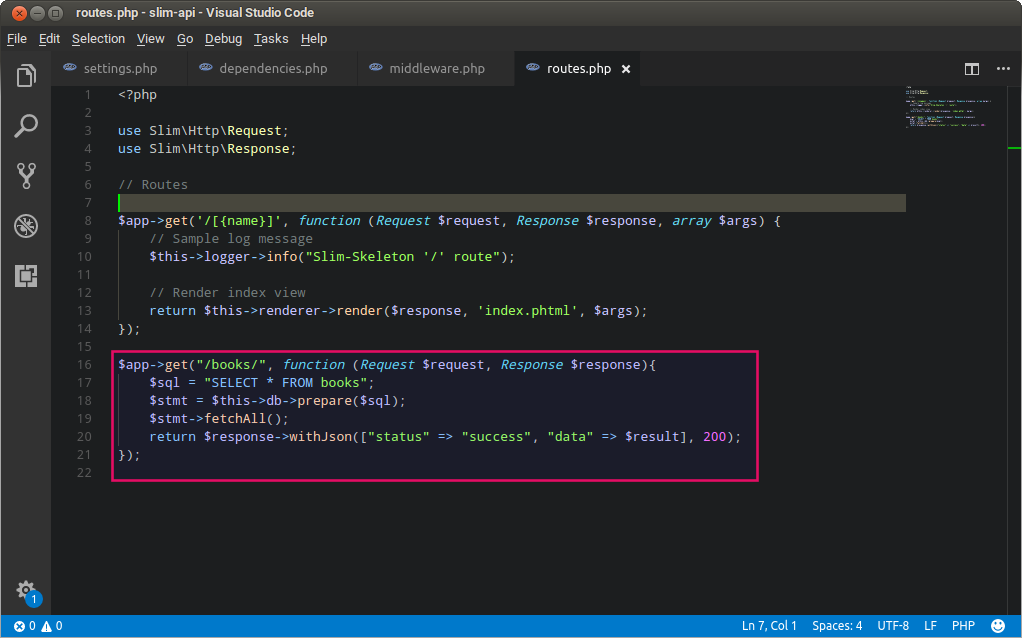 routes.php - slim-api - Visual Studio Code
File Edit Selection View Go Debug Tasks Help
settings.php dependencies.php middleware.php routes.php
1 <?php
2
3 use Slim\Http\Request;
4 use Slim\Http\Response;
5
6 // Routes
7
8 $app->get('/[{name}]', function (Request $request, Response $response, array $args) {
9 // Sample log message
10 $this->logger->info("Slim-Skeleton '/' route");
11
12 // Render index view
13 return $this->renderer->render($response, 'index.phtml', $args);
14 });
15
16 $app->get("/books/", function (Request $request, Response $response){
17 $sql = "SELECT * FROM books";
18 $stmt = $this->db->prepare($sql);
19 $stmt->fetchAll();
20 return $response->withJson(["status" => "success", "data" => $result], 200);
21 });
22
1
0 0 Ln 7, Col 1 Spaces: 4 UTF-8 LF PHP